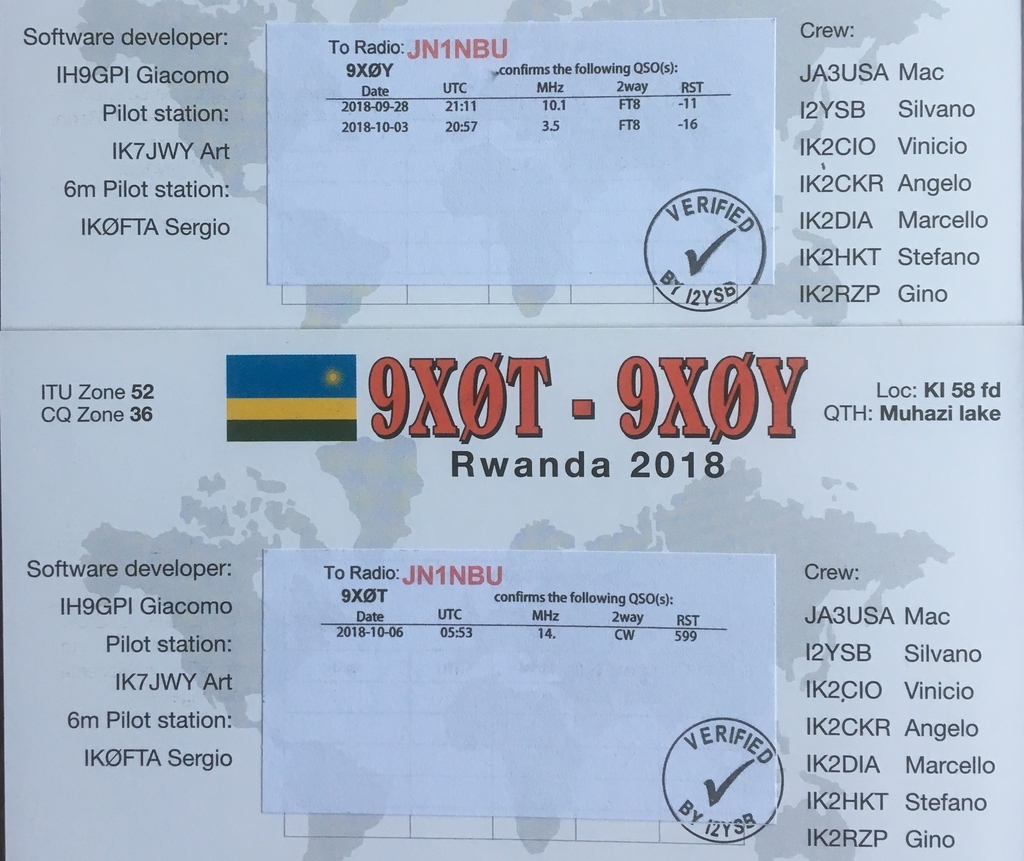 Software developer:
IH9GPI Giacomo
Pilot station:
IK7JWY Art
6m Pilot station:
IKØFTA Sergio
To Radio: JN1NBU
9XØY confirms the following QSO(s):
Date UTC MHz 2way RST
2018-09-28 21:11 10.1 FT8 -11
2018-10-03 20:57 3.5 FT8 -16
VERIFIED
BY I2YSB
Crew:
JA3USA Mac
I2YSB Silvano
IK2CIO Vinicio
IK2CKR Angelo
IK2DIA Marcello
IK2HKT Stefano
IK2RZP Gino
ITU Zone 52
CQ Zone 36
9XØT - 9XØY
Rwanda 2018
Loc: KI 58 fd
QTH: Muhazi lake
Software developer:
IH9GPI Giacomo
Pilot station:
IK7JWY Art
6m Pilot station:
IKØFTA Sergio
To Radio: JN1NBU
9XØT confirms the following QSO(s):
Date UTC MHz 2way RST
2018-10-06 05:53 14. CW 599
VERIFIED
BY I2YSB
Crew:
JA3USA Mac
I2YSB Silvano
IK2CIO Vinicio
IK2CKR Angelo
IK2DIA Marcello
IK2HKT Stefano
IK2RZP Gino